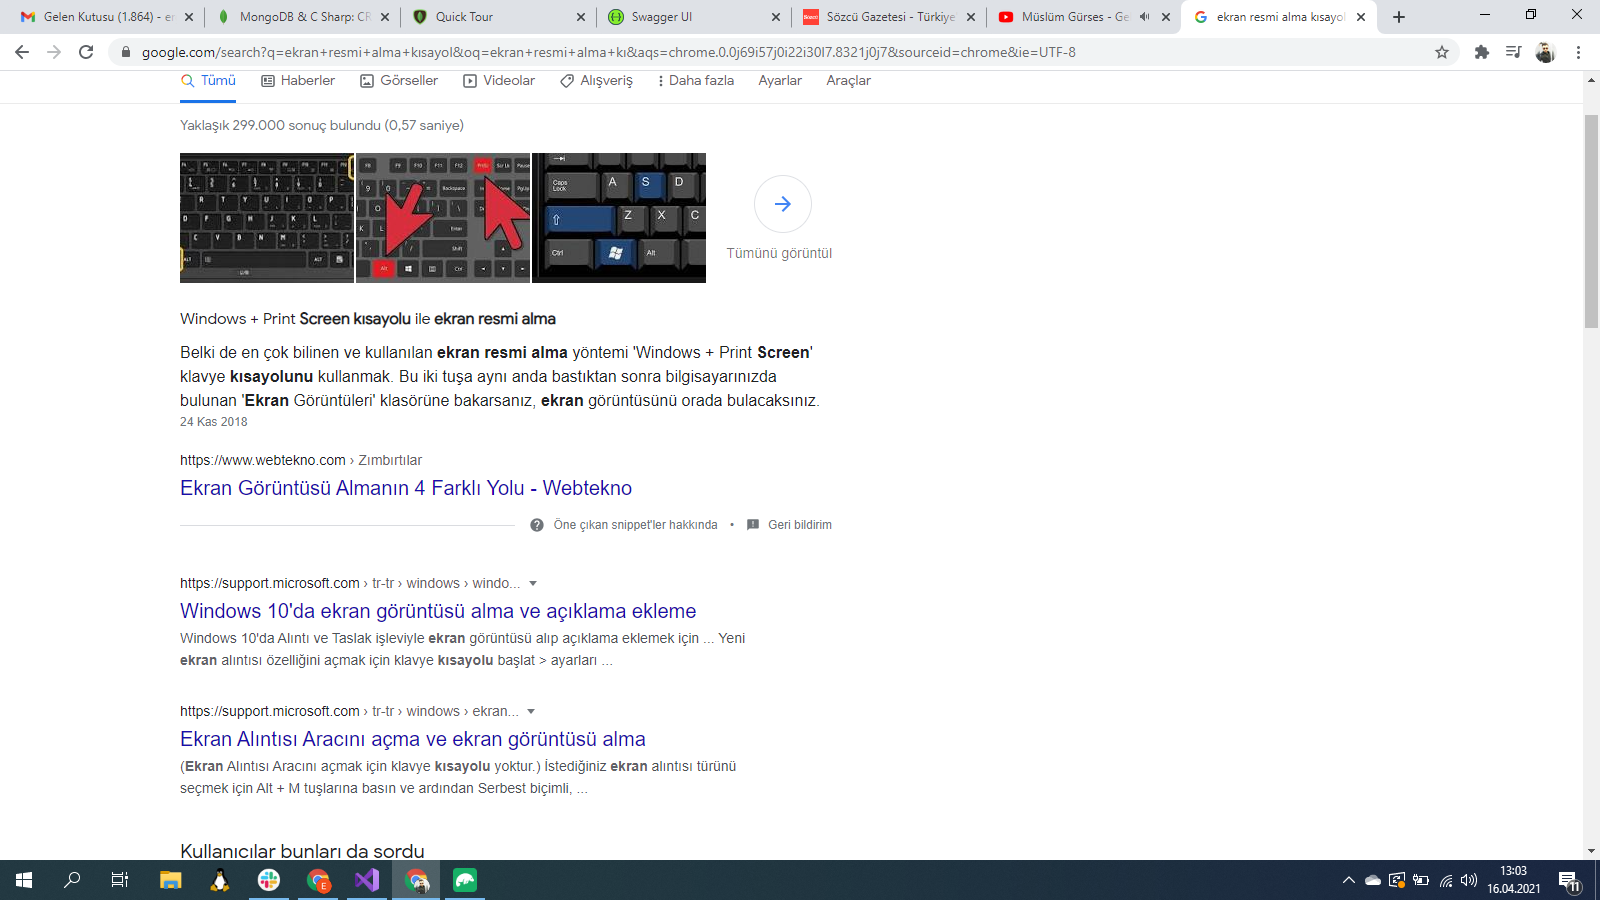 Gelen Kutusu (1.864) - er
MongoDB & C Sharp: CR
Quick Tour
Swagger UI
Sözcü Gazetesi - Türkiye'
Müslüm Gürses - Ge
ekran resmi alma kısayol
google.com/search?q=ekran+resmi+alma+kısayol&oq=ekran+resmi+alma+kı&aqs=chrome.0.0j69i57j0i22i30l7.8321j0j7&sourceid=chrome&ie=UTF-8
Tümü Haberler Görseller Videolar Alışveriş Daha fazla Ayarlar Araçlar
Yaklaşık 299.000 sonuç bulundu (0,57 saniye)
Caps Lock A S D
Z X C
Ctrl Alt
Tümünü görüntül
Windows + Print Screen kısayolu ile ekran resmi alma
Belki de en çok bilinen ve kullanılan ekran resmi alma yöntemi 'Windows + Print Screen'
klavye kısayolunu kullanmak. Bu iki tuşa aynı anda bastıktan sonra bilgisayarınızda
bulunan 'Ekran Görüntüleri' klasörüne bakarsanız, ekran görüntüsünü orada bulacaksınız.
24 Kas 2018
https://www.webtekno.com › Zımbırtılar
Ekran Görüntüsü Almanın 4 Farklı Yolu - Webtekno
Öne çıkan snippet'ler hakkında • Geri bildirim
https://support.microsoft.com › tr-tr › windows › windo...
Windows 10'da ekran görüntüsü alma ve açıklama ekleme
Windows 10'da Alıntı ve Taslak işleviyle ekran görüntüsü alıp açıklama eklemek için ... Yeni
ekran alıntısı özelliğini açmak için klavye kısayolu başlat > ayarları ...
https://support.microsoft.com › tr-tr › windows › ekran...
Ekran Alıntısı Aracını açma ve ekran görüntüsü alma
(Ekran Alıntısı Aracını açmak için klavye kısayolu yoktur.) İstediğiniz ekran alıntısı türünü
seçmek için Alt + M tuşlarına basın ve ardından Serbest biçimli, ...
Kullanıcılar bunları da sordu
13:03
16.04.2021
11